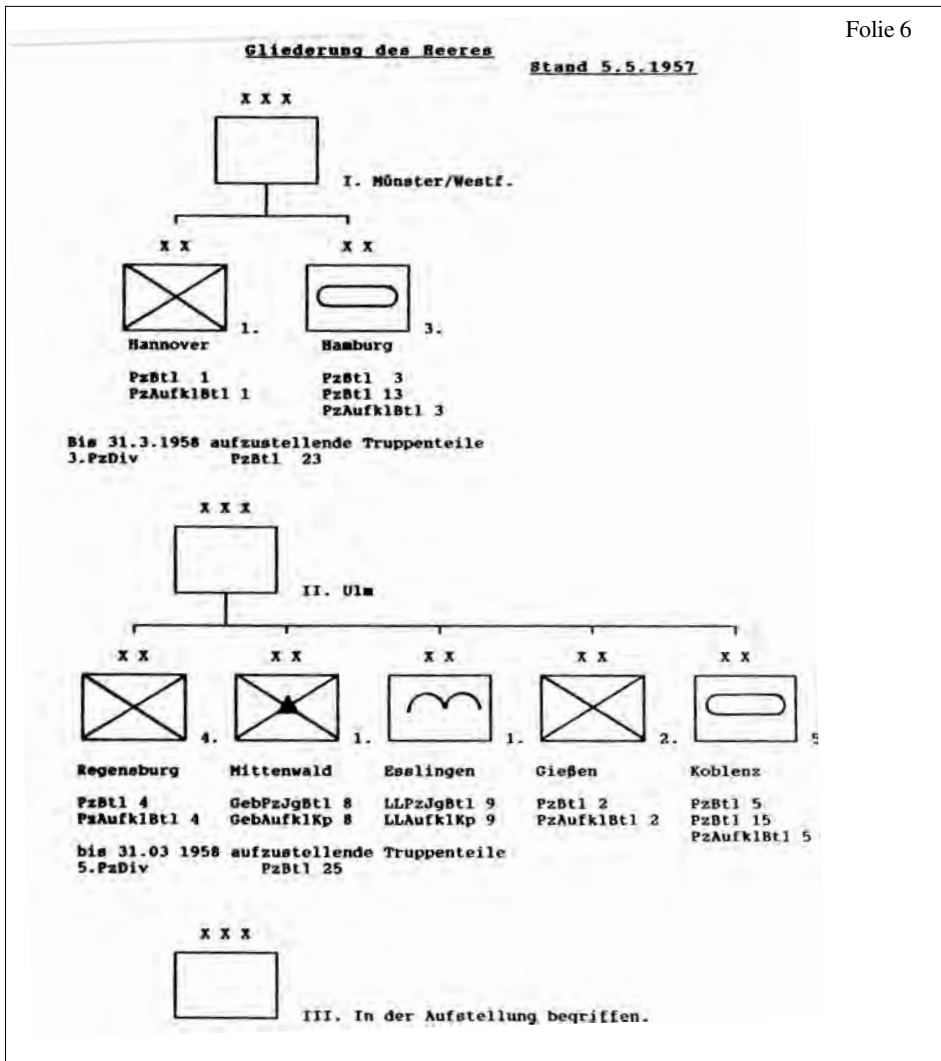 Folie 6
Gliederung des Heeres
Stand 5.5.1957
X X X
I. Münster/Westf.
X X X X
1. 3.
Hannover Hamburg
PzBtl 1 PzBtl 3
PzAufklBtl 1 PzBtl 13
PzAufklBtl 3
Bis 31.3.1958 aufzustellende Truppenteile
3.PzDiv PzBtl 23
X X X
II. Ulm
X X X X X X X X X X
4. 1. 1. 2. 5
Regensburg Mittenwald Esslingen Gießen Koblenz
PzBtl 4 GebPzJgBtl 8 LLPzJgBtl 9 PzBtl 2 PzBtl 5
PzAufklBtl 4 GebAufklKp 8 LLAufklKp 9 PzAufklBtl 2 PzBtl 15
PzAufklBtl 5
bis 31.03 1958 aufzustellende Truppenteile
5.PzDiv PzBtl 25
X X X
III. In der Aufstellung begriffen.